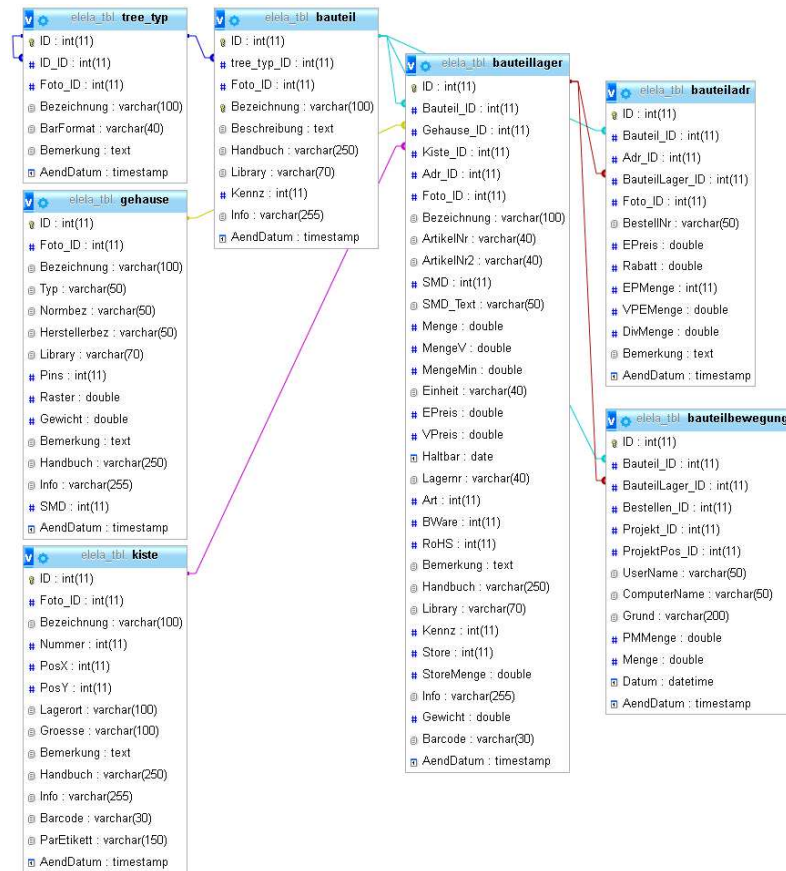 elela_tbl tree_typ
ID : int(11)
ID_ID : int(11)
Foto_ID : int(11)
Bezeichnung : varchar(100)
BarFormat : varchar(40)
Bemerkung : text
AendDatum : timestamp
elela_tbl gehause
ID : int(11)
Foto_ID : int(11)
Bezeichnung : varchar(100)
Typ : varchar(50)
Normbez : varchar(50)
Herstellerbez : varchar(50)
Library : varchar(70)
Pins : int(11)
Raster : double
Gewicht : double
Bemerkung : text
Handbuch : varchar(250)
Info : varchar(255)
SMD : int(11)
AendDatum : timestamp
elela_tbl kiste
ID : int(11)
Foto_ID : int(11)
Bezeichnung : varchar(100)
Nummer : int(11)
PosX : int(11)
PosY : int(11)
Lagerort : varchar(100)
Groesse : varchar(100)
Bemerkung : text
Handbuch : varchar(250)
Info : varchar(255)
Barcode : varchar(30)
ParEtikett : varchar(150)
AendDatum : timestamp
elela_tbl bauteil
ID : int(11)
tree_typ_ID : int(11)
Foto_ID : int(11)
Bezeichnung : varchar(100)
Beschreibung : text
Handbuch : varchar(250)
Library : varchar(70)
Kennz : int(11)
Info : varchar(255)
AendDatum : timestamp
elela_tbl bauteillager
ID : int(11)
Bauteil_ID : int(11)
Gehause_ID : int(11)
Kiste_ID : int(11)
Adr_ID : int(11)
Foto_ID : int(11)
Bezeichnung : varchar(100)
ArtikelNr : varchar(40)
ArtikelNr2 : varchar(40)
SMD : int(11)
SMD_Text : varchar(50)
Menge : double
MengeV : double
MengeMin : double
Einheit : varchar(40)
EPreis : double
VPreis : double
Haltbar : date
Lagernr : varchar(40)
Art : int(11)
BWare : int(11)
RoHS : int(11)
Bemerkung : text
Handbuch : varchar(250)
Library : varchar(70)
Kennz : int(11)
Store : int(11)
StoreMenge : double
Info : varchar(255)
Gewicht : double
Barcode : varchar(30)
AendDatum : timestamp
elela_tbl bauteiladr
ID : int(11)
Bauteil_ID : int(11)
Adr_ID : int(11)
BauteilLager_ID : int(11)
Foto_ID : int(11)
BestellNr : varchar(50)
EPreis : double
Rabatt : double
EPMenge : int(11)
VPEMenge : double
DivMenge : double
Bemerkung : text
AendDatum : timestamp
elela_tbl bauteilbewegung
ID : int(11)
Bauteil_ID : int(11)
BauteilLager_ID : int(11)
Bestellen_ID : int(11)
Projekt_ID : int(11)
ProjektPos_ID : int(11)
UserName : varchar(50)
ComputerName : varchar(50)
Grund : varchar(200)
PMMenge : double
Menge : double
Datum : datetime
AendDatum : timestamp